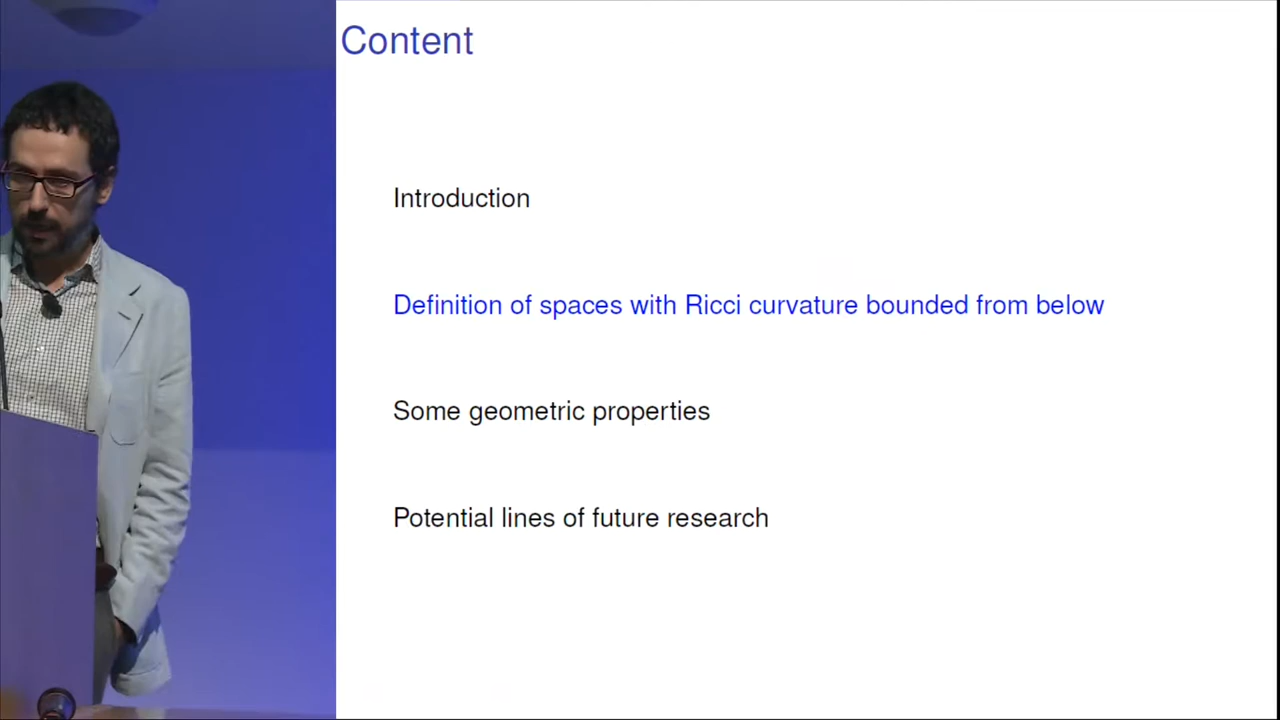 Content
Introduction
Definition of spaces with Ricci curvature bounded from below
Some geometric properties
Potential lines of future research